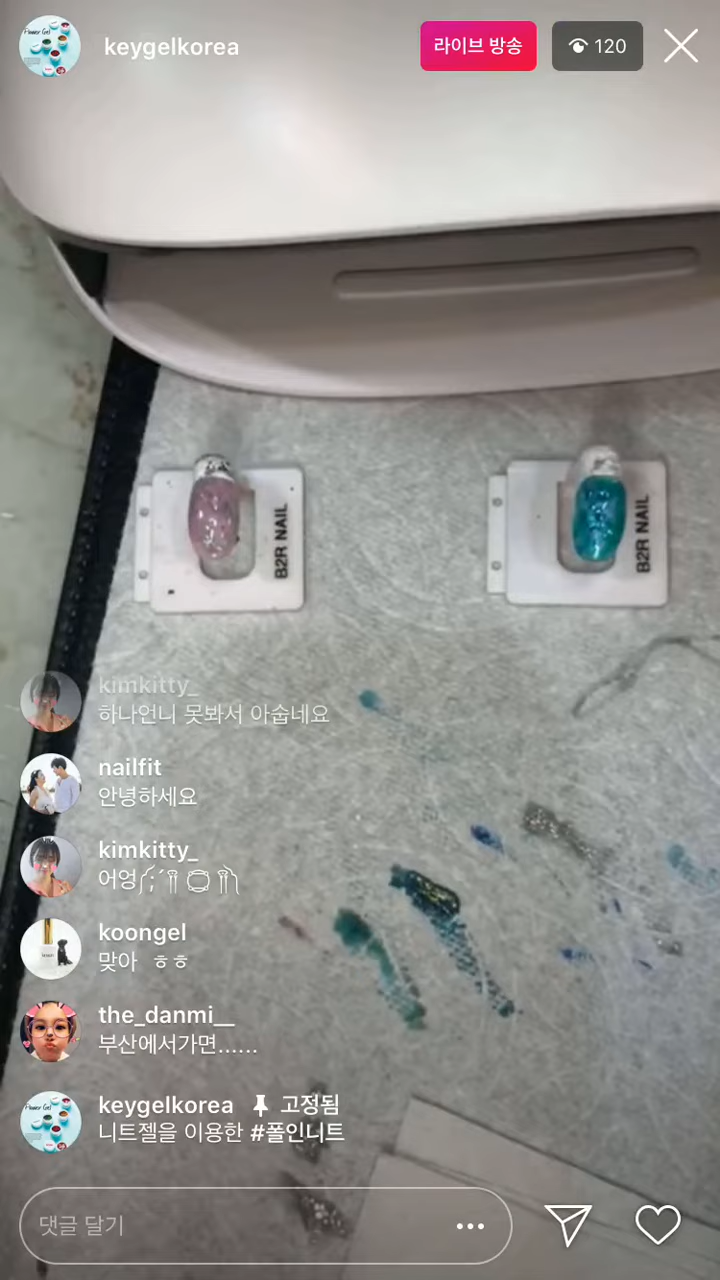 keygelkorea
라이브 방송
120
B2R NAIL
B2R NAIL
kimkitty_
하나언니 못봐서 아숩네요
nailfit
안녕하세요
kimkitty_
어엉
koongel
맞아 ㅎㅎ
the_danmi__
부산에서가면......
keygelkorea 고정됨
니트젤을 이용한 #폴인니트
댓글 달기